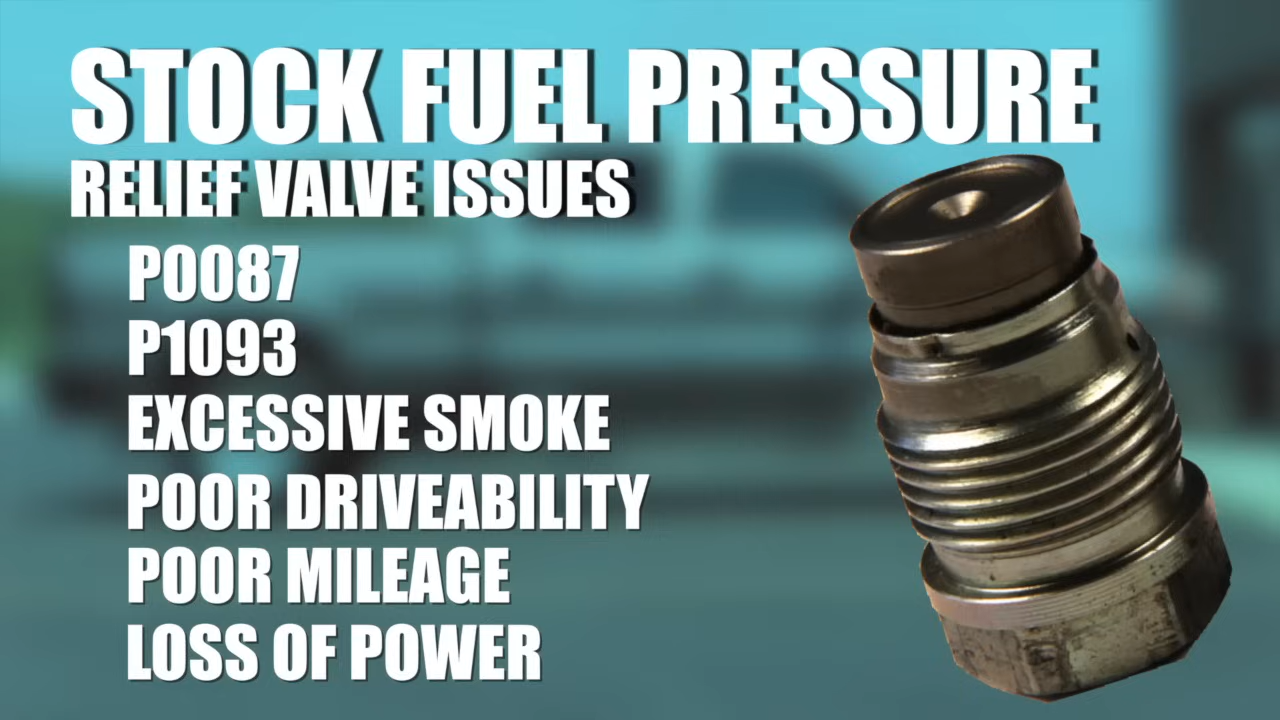 STOCK FUEL PRESSURE
RELIEF VALVE ISSUES
P0087
P1093
EXCESSIVE SMOKE
POOR DRIVEABILITY
POOR MILEAGE
LOSS OF POWER